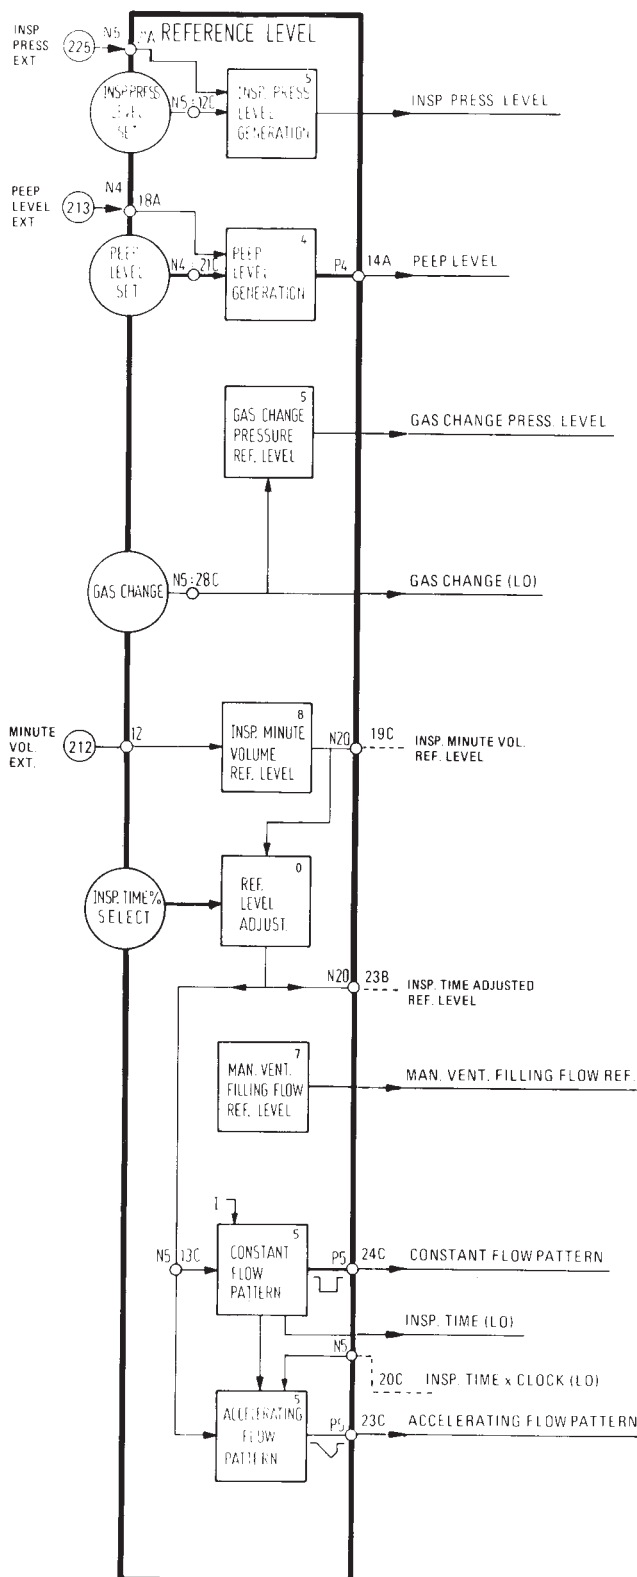 REFERENCE LEVEL
INSP
PRESS
EXT
225
N5
INSP.PRESS
LEVEL
SET
N5
12C
5
INSP. PRESS
LEVEL
GENERATION
INSP. PRESS. LEVEL
PEEP
LEVEL
EXT
213
N4
18A
PEEP
LEVEL
SET
N4
21C
4
PEEP
LEVEL
GENERATION
P4
14A
PEEP LEVEL
5
GAS CHANGE
PRESSURE
REF. LEVEL
GAS CHANGE PRESS. LEVEL
GAS CHANGE
N5:28C
GAS CHANGE (LO)
MINUTE
VOL.
EXT.
212
12
8
INSP. MINUTE
VOLUME
REF. LEVEL
N20
19C
INSP. MINUTE VOL.
REF. LEVEL
INSP. TIME%
SELECT
0
REF.
LEVEL
ADJUST.
N20
23B
INSP. TIME ADJUSTED
REF. LEVEL
7
MAN. VENT.
FILLING FLOW
REF. LEVEL
MAN. VENT. FILLING FLOW REF.
N5
13C
5
CONSTANT
FLOW
PATTERN
P5
24C
CONSTANT FLOW PATTERN
INSP. TIME (LO)
N5
20C
INSP. TIME x CLOCK (LO)
5
ACCELERATING
FLOW
PATTERN
P5
23C
ACCELERATING FLOW PATTERN